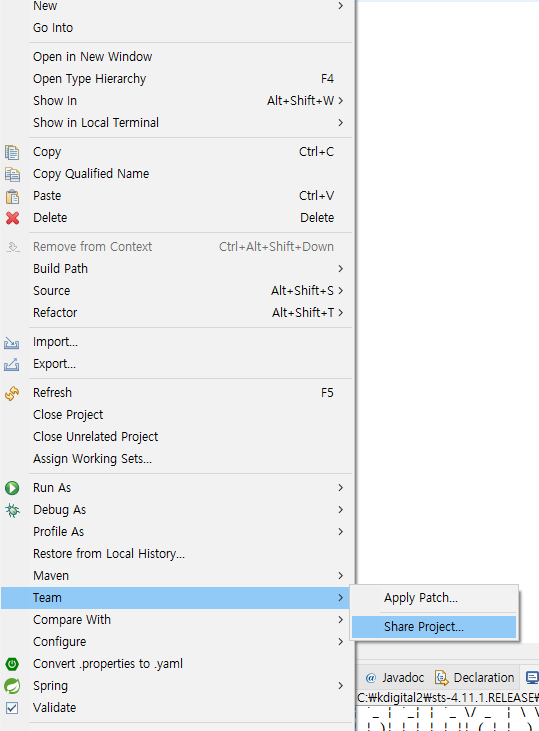 New
Go Into
Open in New Window
Open Type Hierarchy F4
Show In Alt+Shift+W >
Show in Local Terminal
Copy Ctrl+C
Copy Qualified Name
Paste Ctrl+V
Delete Delete
Remove from Context Ctrl+Alt+Shift+Down
Build Path
Source Alt+Shift+S >
Refactor Alt+Shift+T >
Import...
Export...
Refresh F5
Close Project
Close Unrelated Project
Assign Working Sets...
Run As
Debug As
Profile As
Restore from Local History...
Maven
Team
Apply Patch...
Compare With
Share Project...
Configure
Convert .properties to .yaml
Spring
@ Javadoc Declaration
Validate
C:₩kdigital2₩sts-4.11.1.RELEASE₩